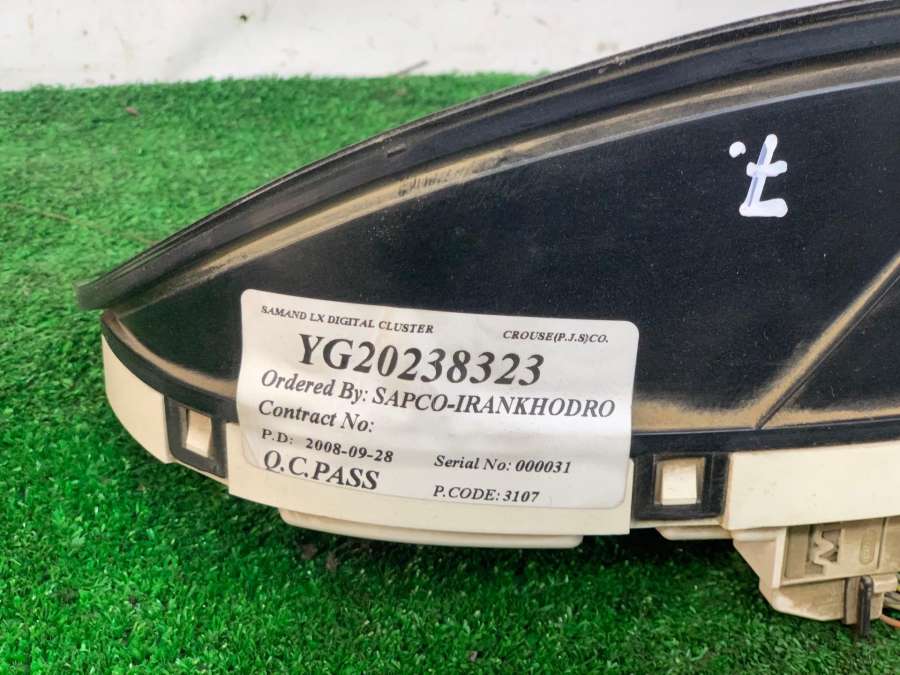 SAMAND LX DIGITAL CLUSTER CROUSE(P.J.S)CO.
YG20238323
Ordered By: SAPCO-IRANKHODRO
Contract No:
P.D: 2008-09-28 Serial No: 000031
Q.C.PASS P.CODE: 3107